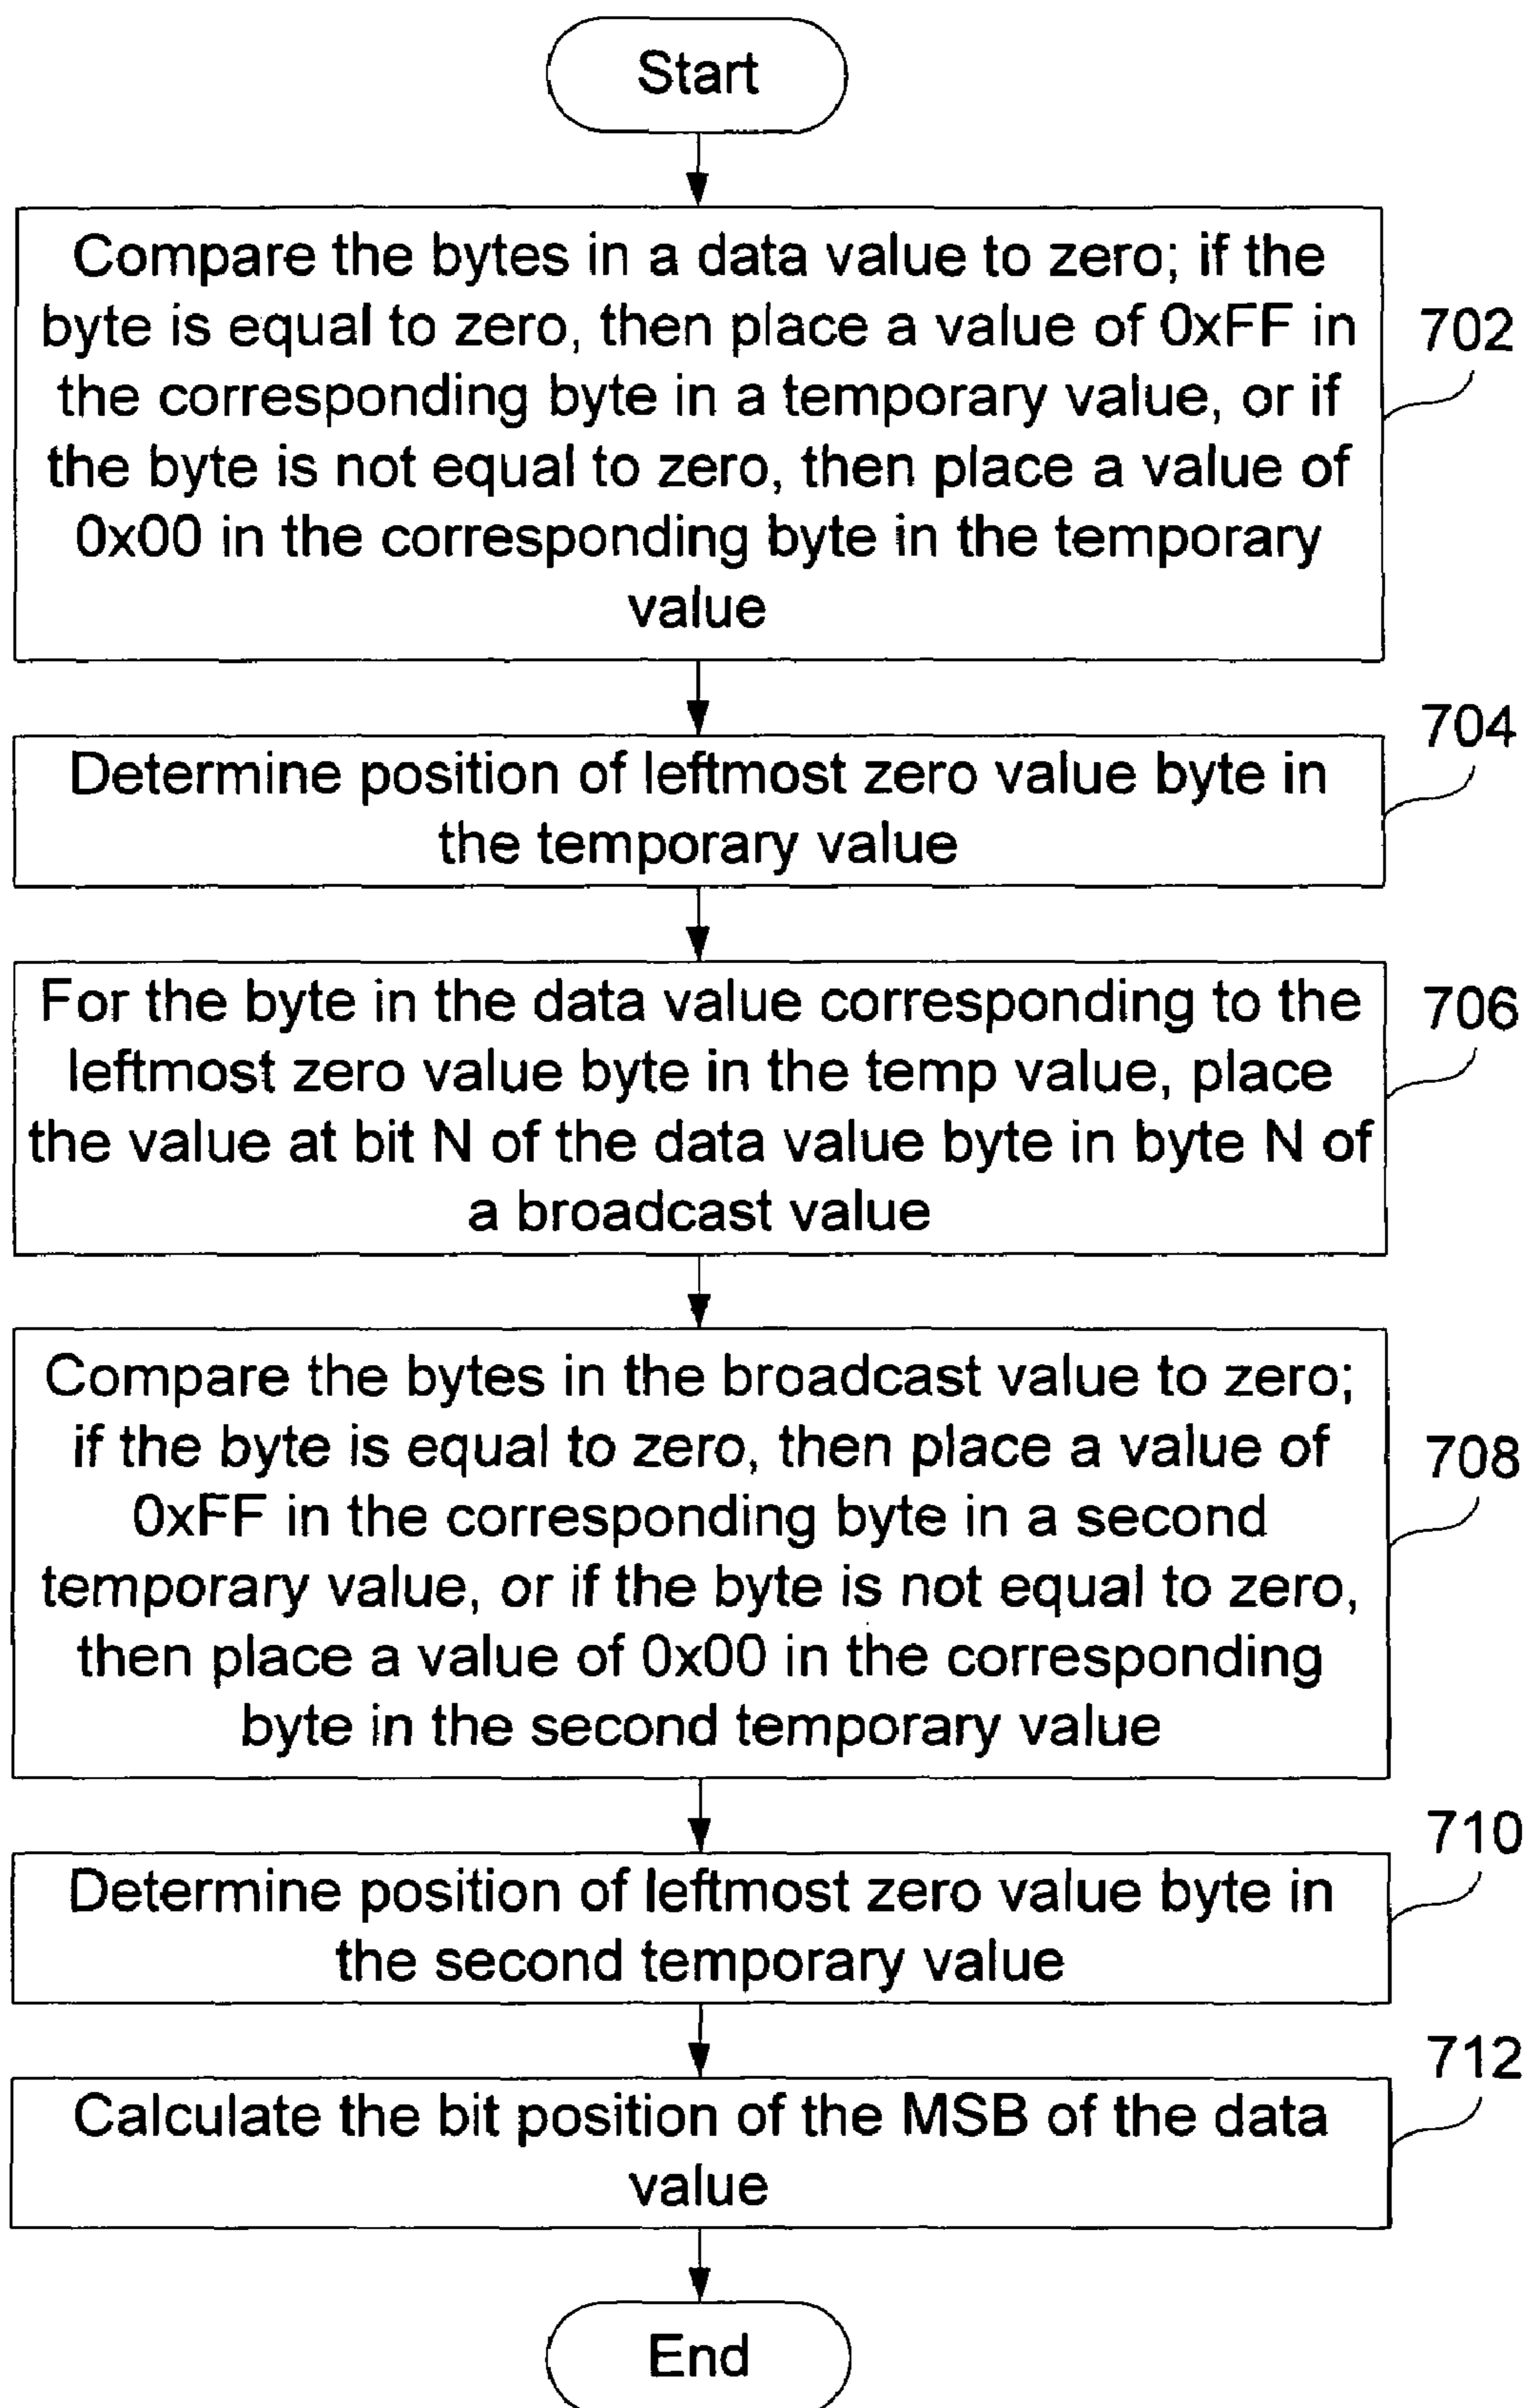 Start
Compare the bytes in a data value to zero; if the
byte is equal to zero, then place a value of 0xFF in
the corresponding byte in a temporary value, or if
the byte is not equal to zero, then place a value of
0x00 in the corresponding byte in the temporary
value
702
Determine position of leftmost zero value byte in
the temporary value
704
For the byte in the data value corresponding to the
leftmost zero value byte in the temp value, place
the value at bit N of the data value byte in byte N of
a broadcast value
706
Compare the bytes in the broadcast value to zero;
if the byte is equal to zero, then place a value of
0xFF in the corresponding byte in a second
temporary value, or if the byte is not equal to zero,
then place a value of 0x00 in the corresponding
byte in the second temporary value
708
Determine position of leftmost zero value byte in
the second temporary value
710
Calculate the bit position of the MSB of the data
value
712
End